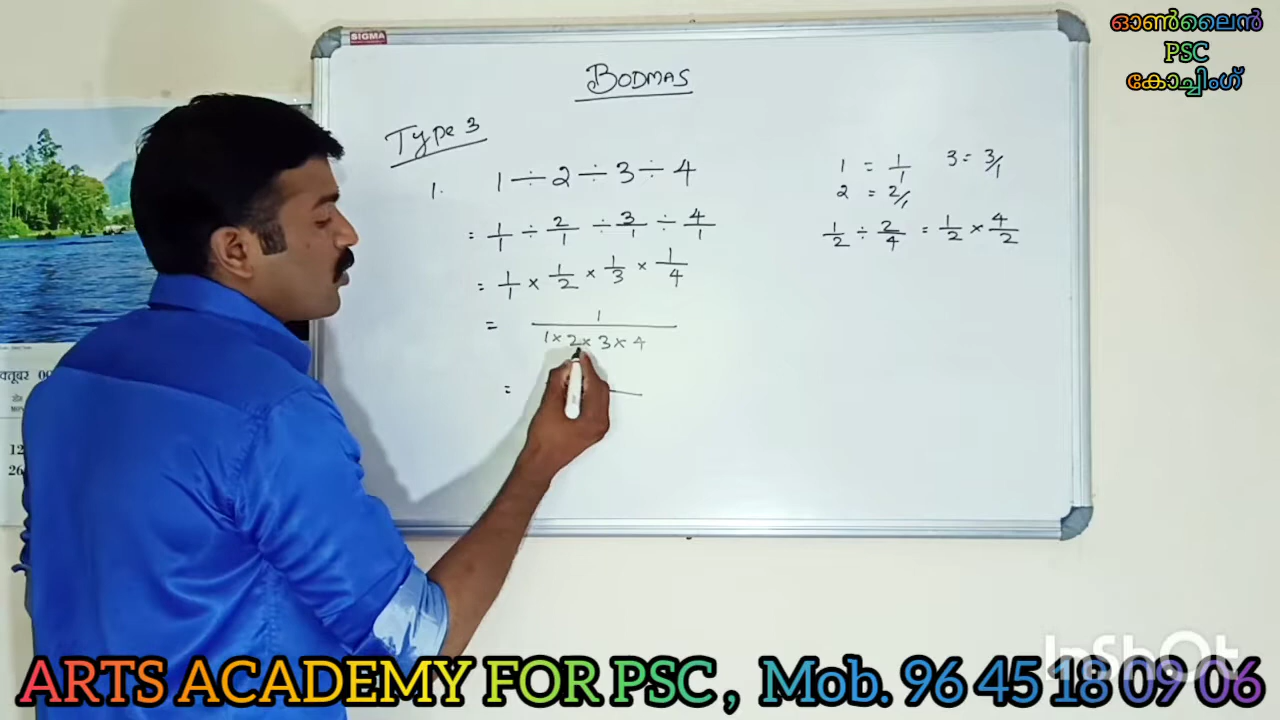 ഓൺലൈൻ
PSC
കോച്ചിംഗ്
SIGMA
BODMAS
Type 3
1. 1 ÷ 2 ÷ 3 ÷ 4
= 1/1 ÷ 2/1 ÷ 3/1 ÷ 4/1
= 1/1 × 1/2 × 1/3 × 1/4
= 1/(1 × 2 × 3 × 4)
=
1 = 1/1 3 = 3/1
2 = 2/1
1/2 ÷ 2/4 = 1/2 × 4/2
12
26
InShOt
ARTS ACADEMY FOR PSC , Mob. 96 45 18 09 06